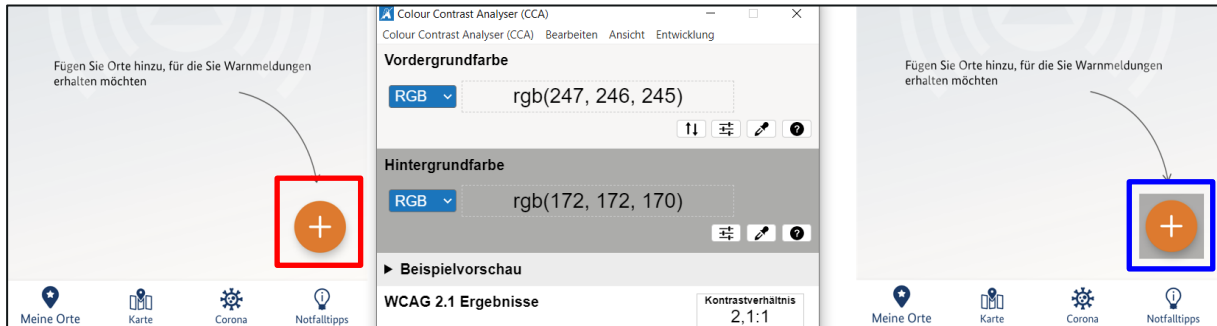 Fügen Sie Orte hinzu, für die Sie Warnmeldungen
erhalten möchten
Meine Orte
Karte
Corona
Notfalltipps
Colour Contrast Analyser (CCA)
Colour Contrast Analyser (CCA) Bearbeiten Ansicht Entwicklung
Vordergrundfarbe
RGB
rgb(247, 246, 245)
Hintergrundfarbe
RGB
rgb(172, 172, 170)
Beispielvorschau
WCAG 2.1 Ergebnisse
Kontrastverhältnis
2,1:1
Fügen Sie Orte hinzu, für die Sie Warnmeldungen
erhalten möchten
Meine Orte
Karte
Corona
Notfalltipps